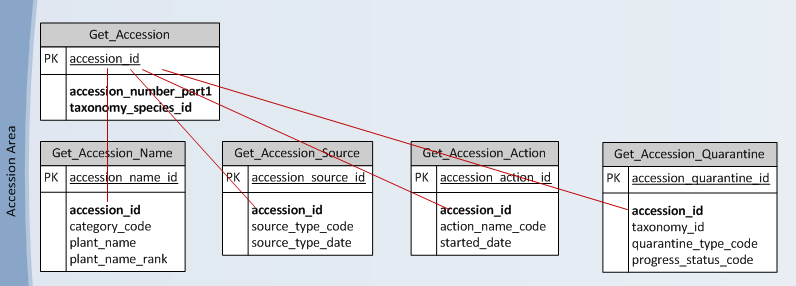 Accession Area
Get_Accession
PK accession_id
accession_number_part1
taxonomy_species_id
Get_Accession_Name
PK accession_name_id
accession_id
category_code
plant_name
plant_name_rank
Get_Accession_Source
PK accession_source_id
accession_id
source_type_code
source_type_date
Get_Accession_Action
PK accession_action_id
accession_id
action_name_code
started_date
Get_Accession_Quarantine
PK accession_quarantine_id
accession_id
taxonomy_id
quarantine_type_code
progress_status_code